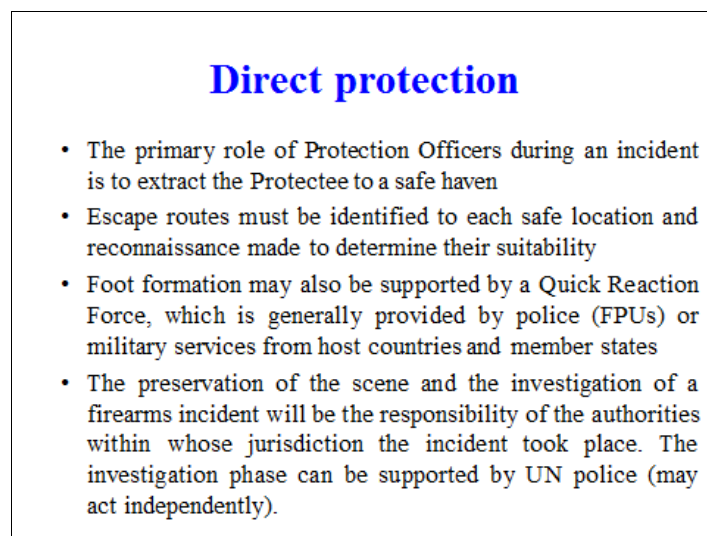 Direct protection
• The primary role of Protection Officers during an incident
is to extract the Protectee to a safe haven
• Escape routes must be identified to each safe location and
reconnaissance made to determine their suitability
• Foot formation may also be supported by a Quick Reaction
Force, which is generally provided by police (FPUs) or
military services from host countries and member states
• The preservation of the scene and the investigation of a
firearms incident will be the responsibility of the authorities
within whose jurisdiction the incident took place. The
investigation phase can be supported by UN police (may
act independently).